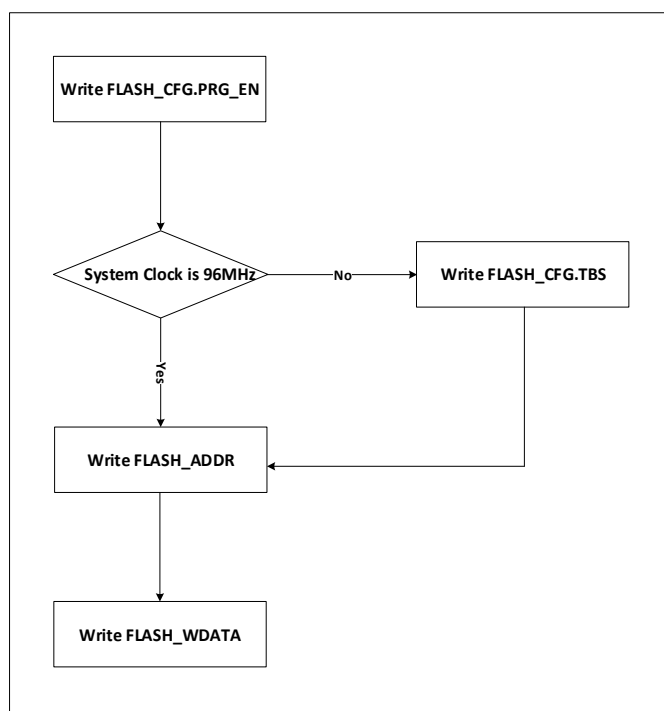 Write FLASH_CFG.PRG_EN
System Clock is 96MHz
No
Write FLASH_CFG.TBS
Yes
Write FLASH_ADDR
Write FLASH_WDATA